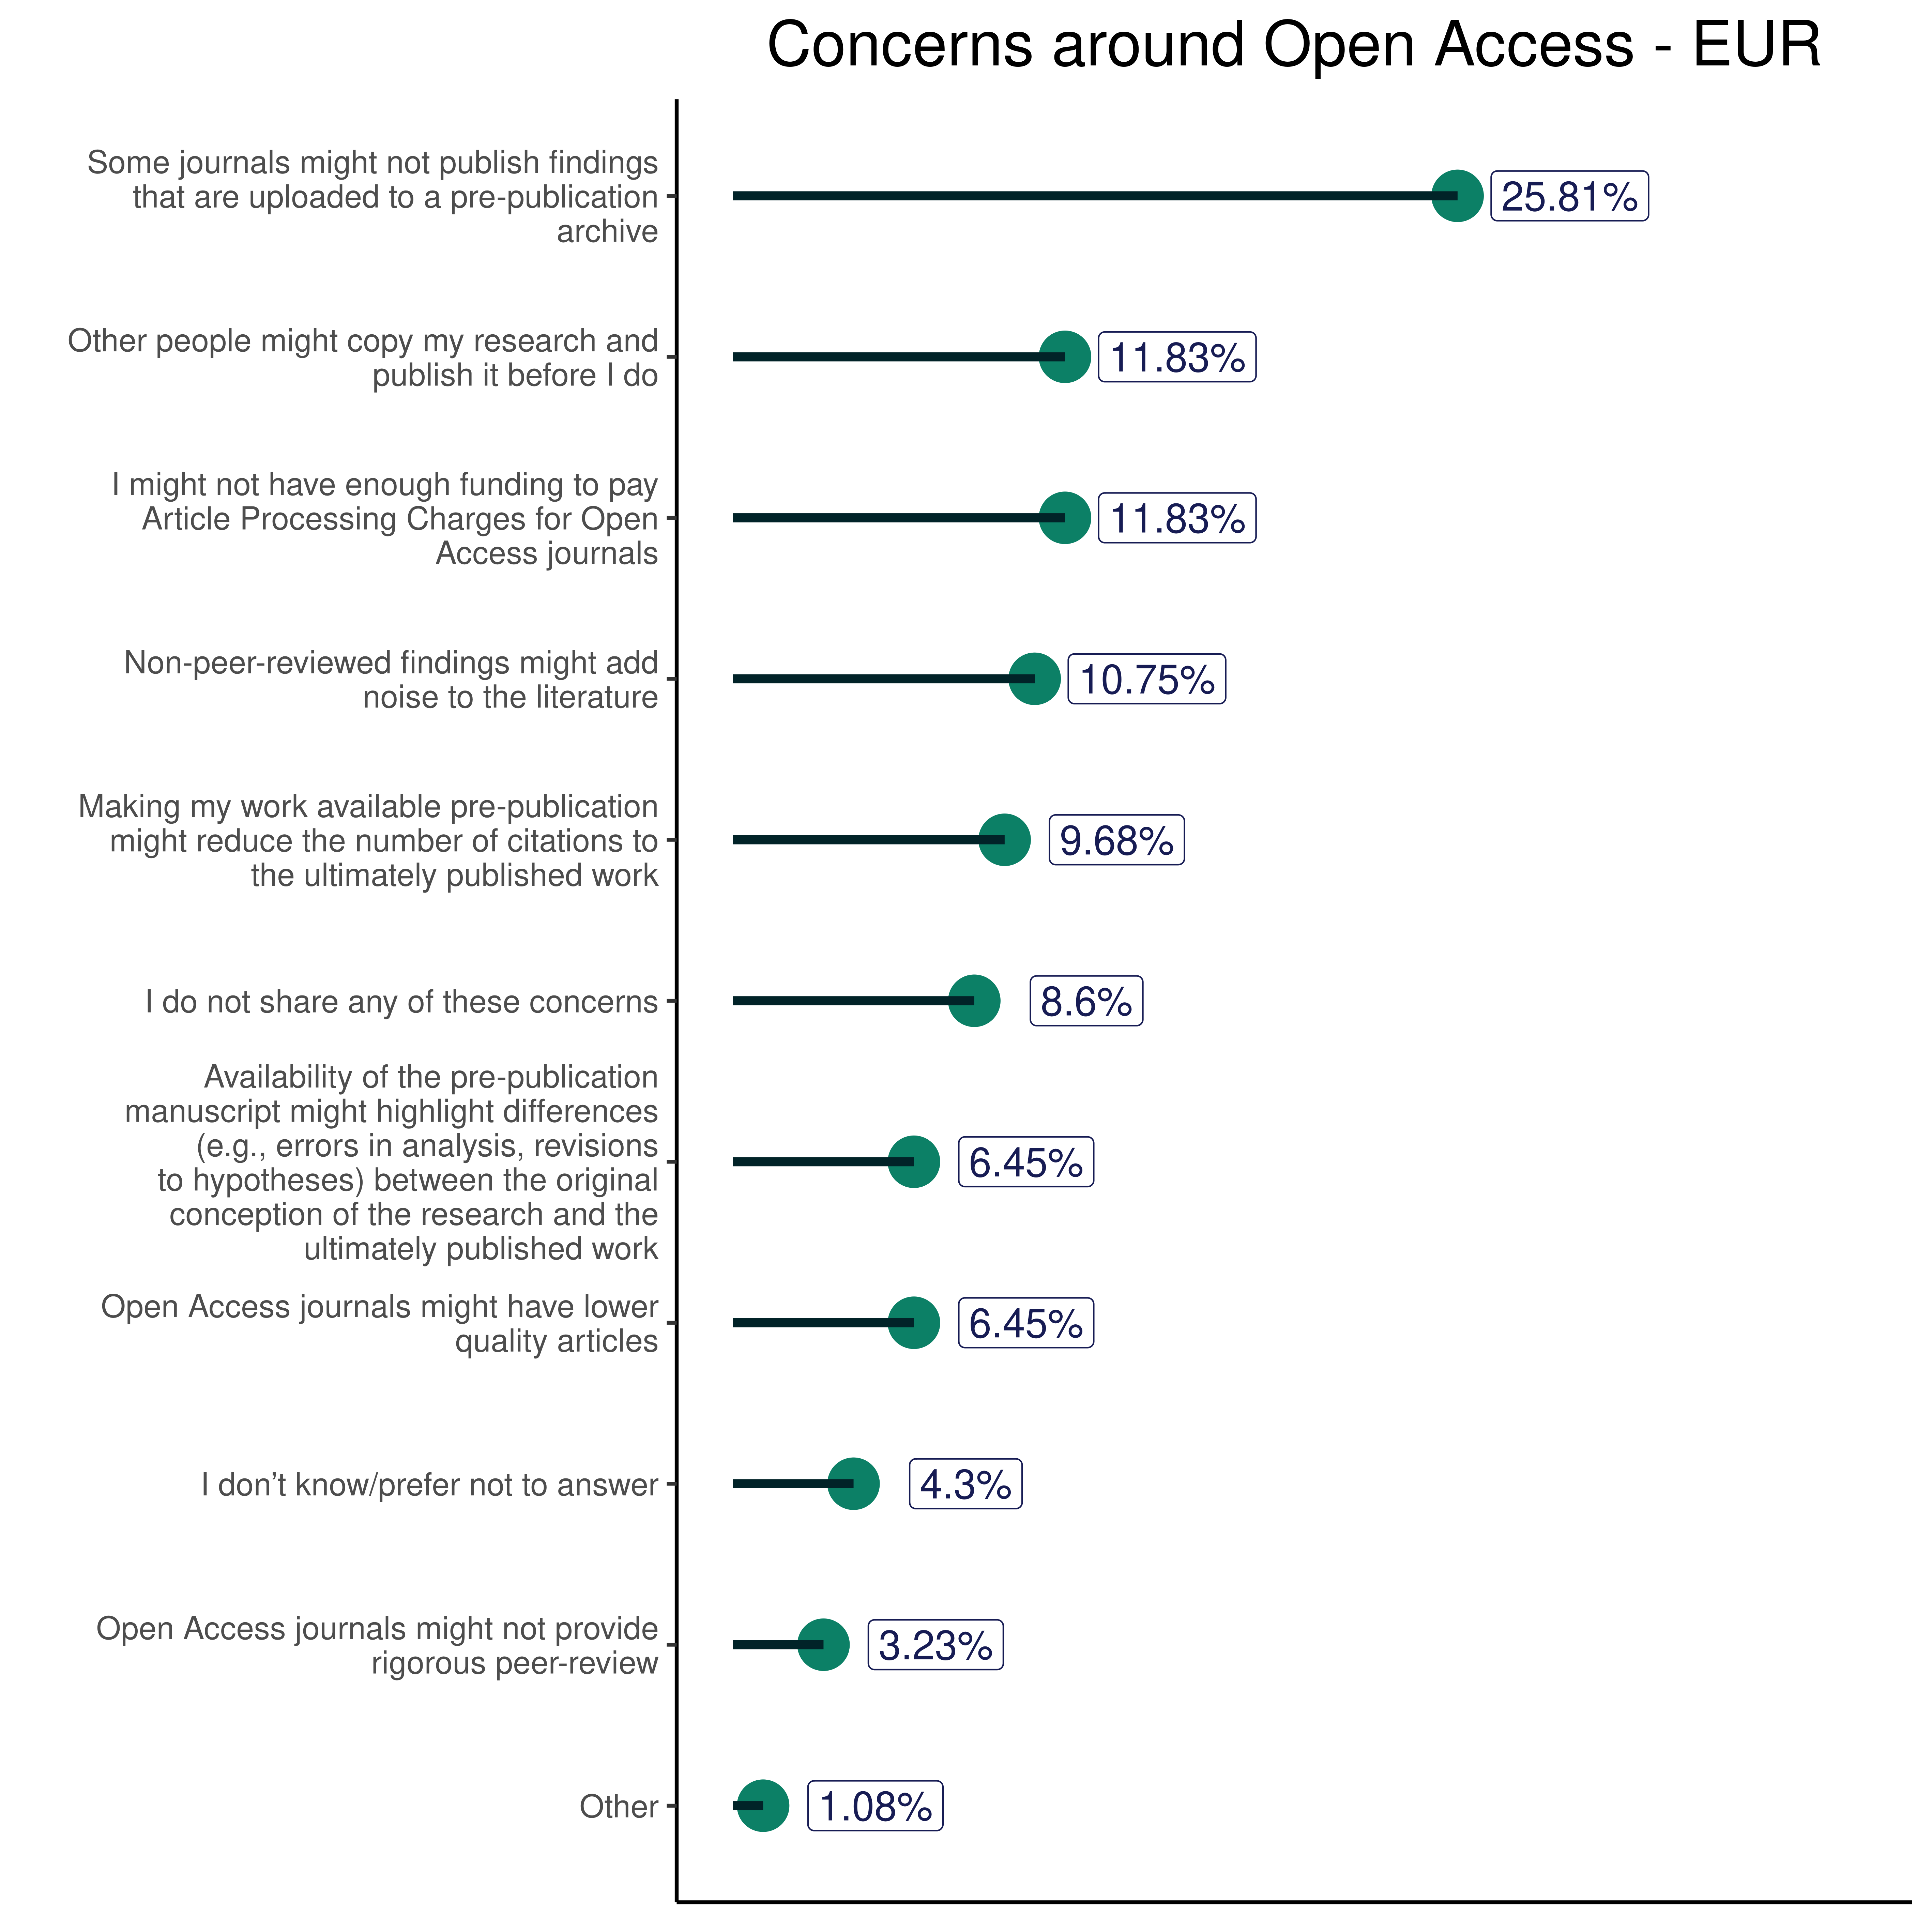 Concerns around Open Access - EUR
Some journals might not publish findings
that are uploaded to a pre-publication
archive
25.81%
Other people might copy my research and
publish it before I do
11.83%
I might not have enough funding to pay
Article Processing Charges for Open
Access journals
11.83%
Non-peer-reviewed findings might add
noise to the literature
10.75%
Making my work available pre-publication
might reduce the number of citations to
the ultimately published work
9.68%
I do not share any of these concerns
8.6%
Availability of the pre-publication
manuscript might highlight differences
(e.g., errors in analysis, revisions
to hypotheses) between the original
conception of the research and the
ultimately published work
6.45%
Open Access journals might have lower
quality articles
6.45%
I don’t know/prefer not to answer
4.3%
Open Access journals might not provide
rigorous peer-review
3.23%
Other
1.08%